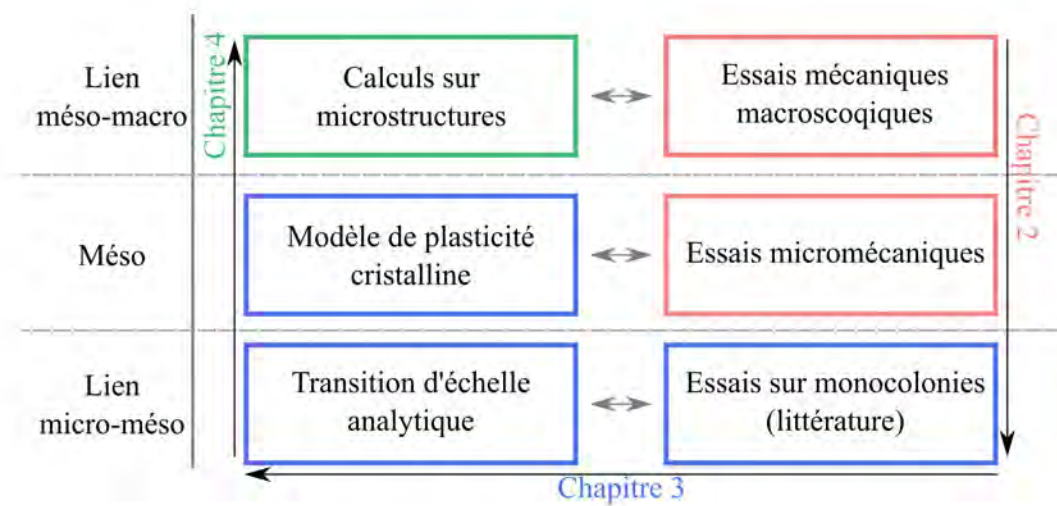 Lien
méso-macro
Chapitre 4
Calculs sur
microstructures
Essais mécaniques
macroscoqiques
Chapitre 2
Méso
Modèle de plasticité
cristalline
Essais micromécaniques
Lien
micro-méso
Transition d'échelle
analytique
Essais sur monocolonies
(littérature)
Chapitre 3